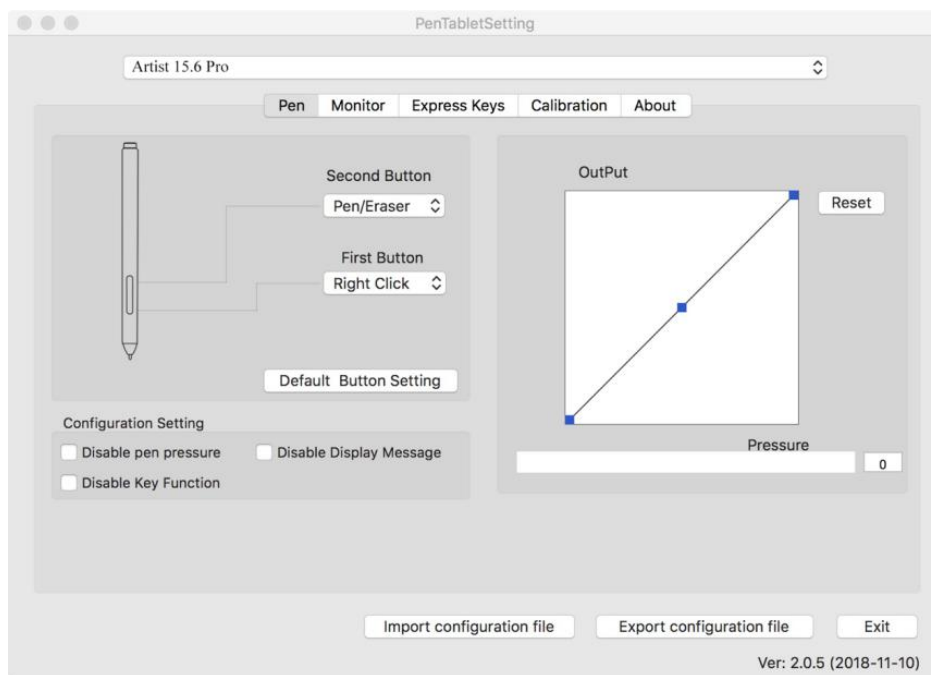 PenTabletSetting
Artist 15.6 Pro
Pen Monitor Express Keys Calibration About
Second Button
Pen/Eraser
First Button
Right Click
Default Button Setting
OutPut
Reset
Pressure
0
Configuration Setting
Disable pen pressure Disable Display Message
Disable Key Function
Import configuration file Export configuration file Exit
Ver: 2.0.5 (2018-11-10)